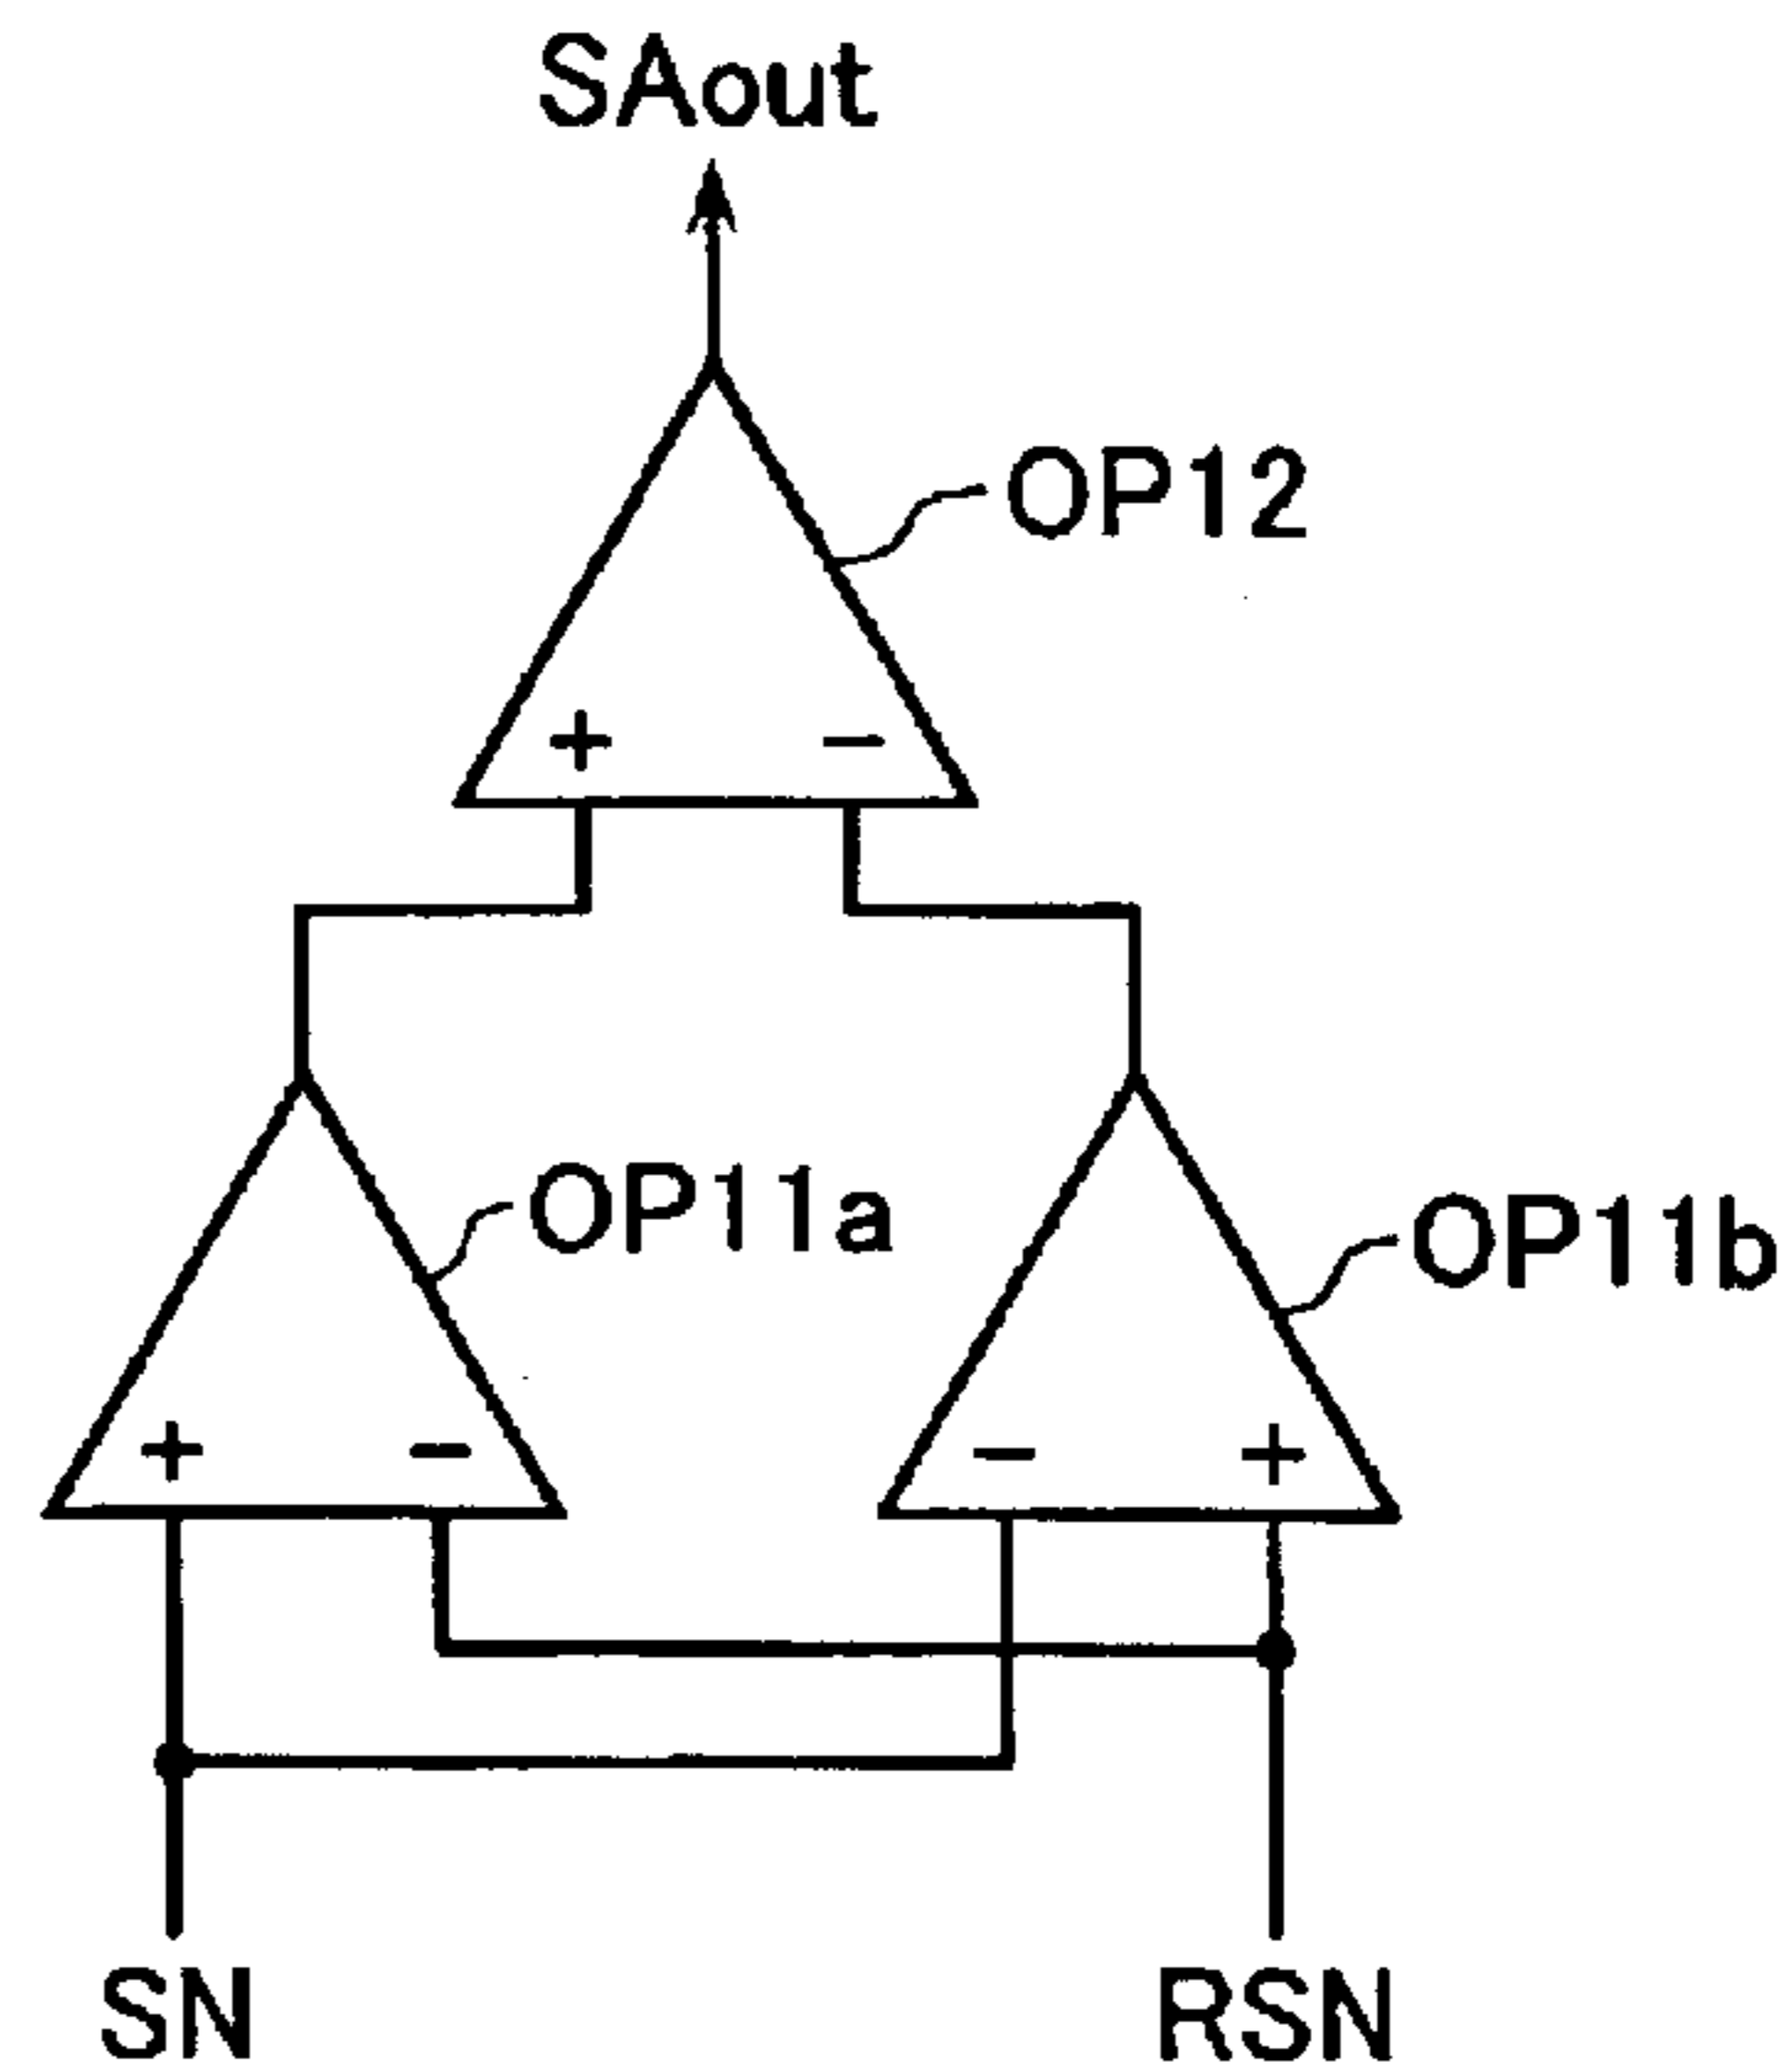 SAout
OP12
+ −
OP11a
OP11b
+ −
− +
SN
RSN